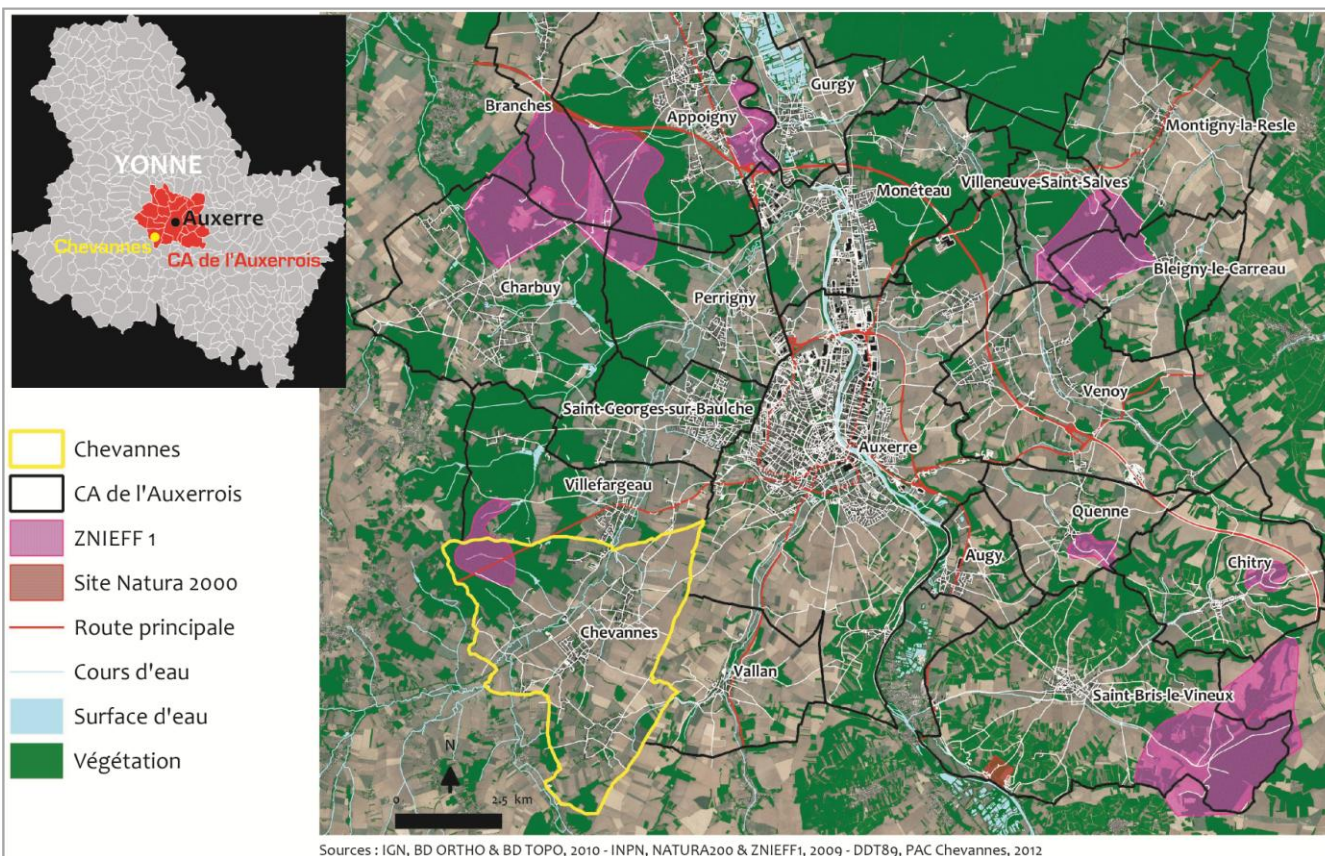 YONNE
Auxerre
Chevannes
CA de l'Auxerrois
Chevannes
CA de l'Auxerrois
ZNIEFF 1
Site Natura 2000
Route principale
Cours d'eau
Surface d'eau
Végétation
Branches
Appoigny
Gurgy
Montigny-la-Resle
Monéteau
Villeneuve-Saint-Salves
Bleigny-le-Carreau
Charbuy
Perrigny
Venoy
Saint-Georges-sur-Baulche
Auxerre
Villefargeau
Quenne
Augy
Chitry
Chevannes
Vallan
Saint-Bris-le-Vineux
N
0 2.5 km
Sources : IGN, BD ORTHO & BD TOPO, 2010 - INPN, NATURA200 & ZNIEFF1, 2009 - DDT89, PAC Chevannes, 2012